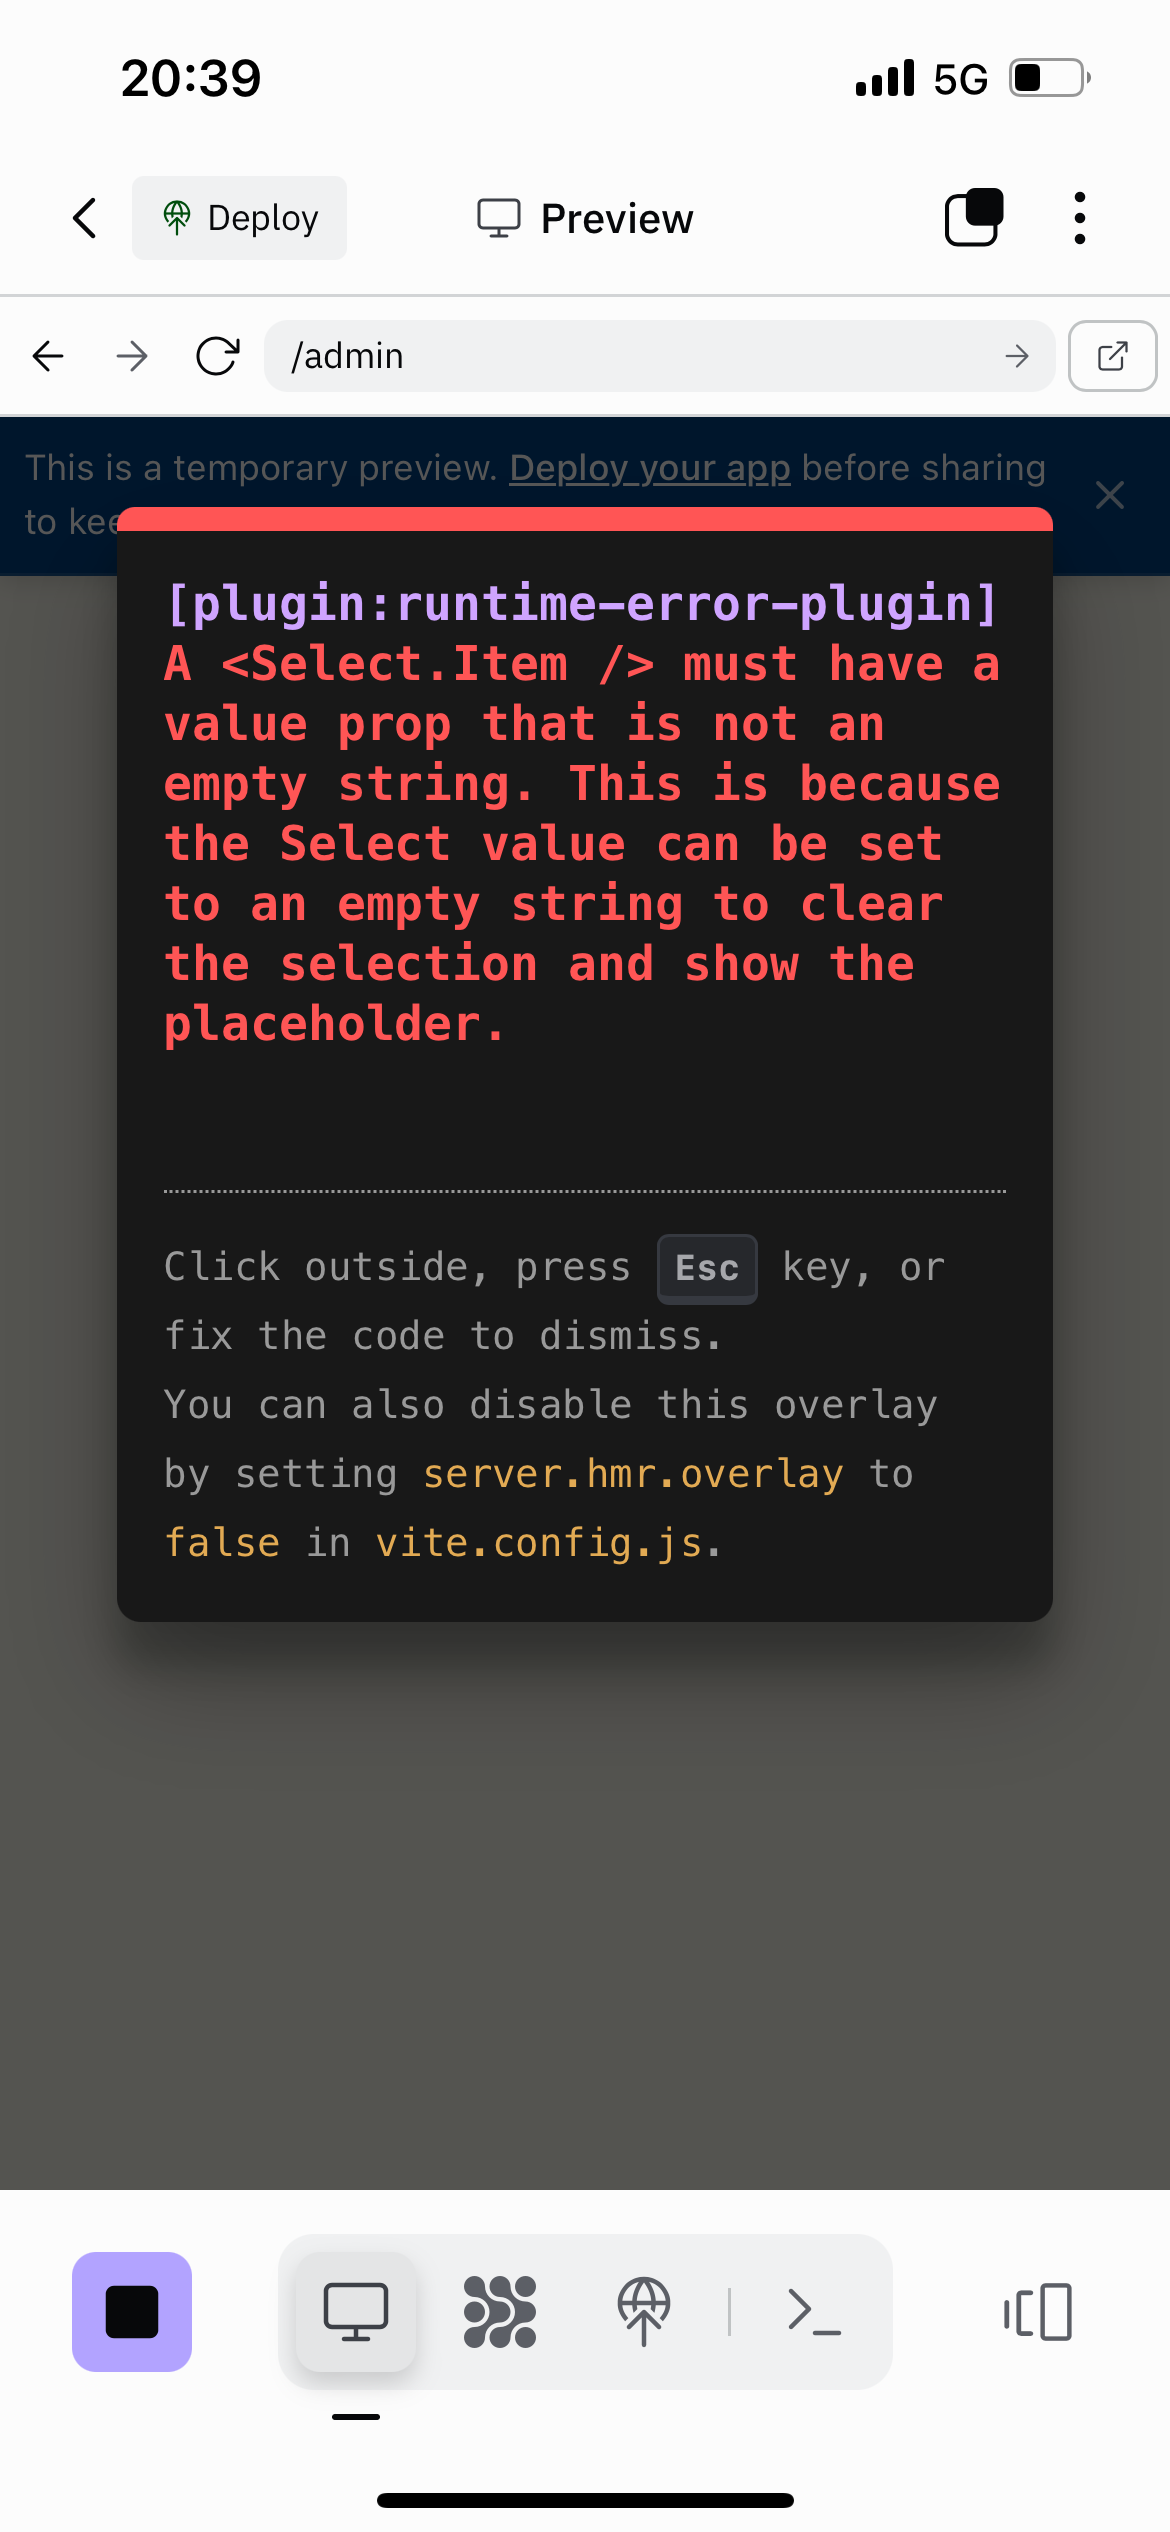 20:39
5G
Deploy
Preview
/admin
This is a temporary preview. Deploy your app before sharing
to kee
[plugin:runtime-error-plugin]
A <Select.Item /> must have a
value prop that is not an
empty string. This is because
the Select value can be set
to an empty string to clear
the selection and show the
placeholder.
Click outside, press Esc key, or
fix the code to dismiss.
You can also disable this overlay
by setting server.hmr.overlay to
false in vite.config.js.